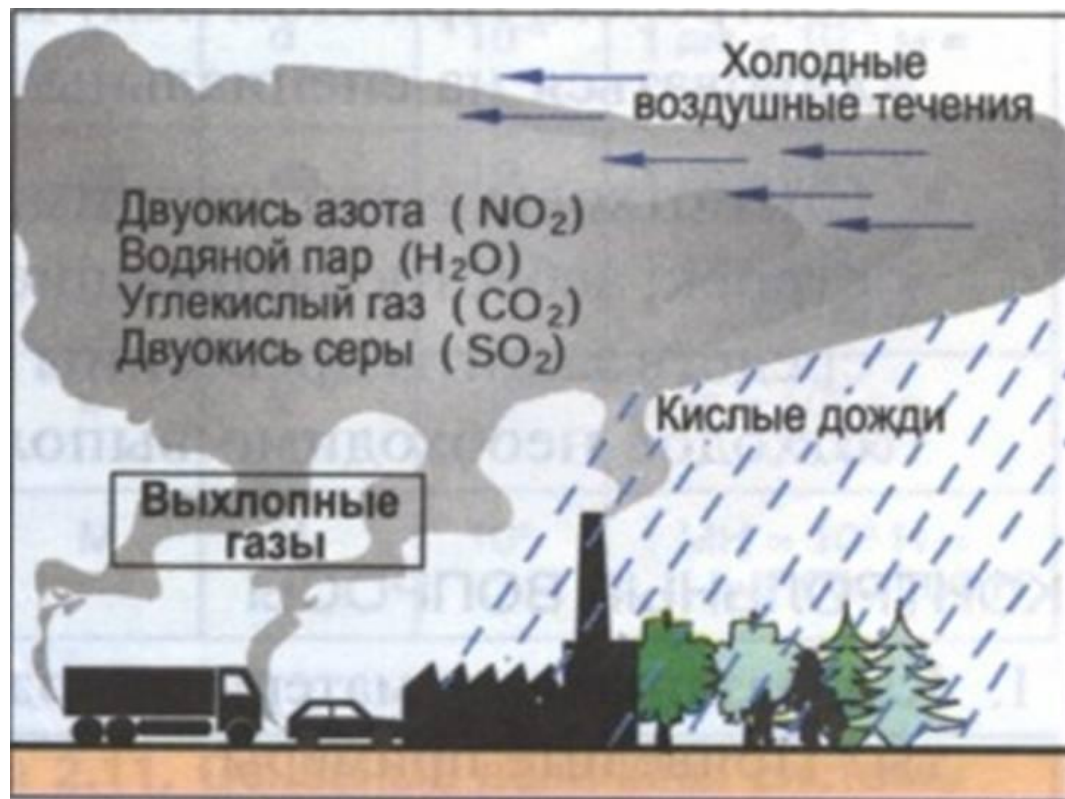 Холодные
воздушные течения
Двуокись азота ( NO₂)
Водяной пар (H₂O)
Углекислый газ ( CO₂)
Двуокись серы ( SO₂)
Кислые дожди
Выхлопные
газы